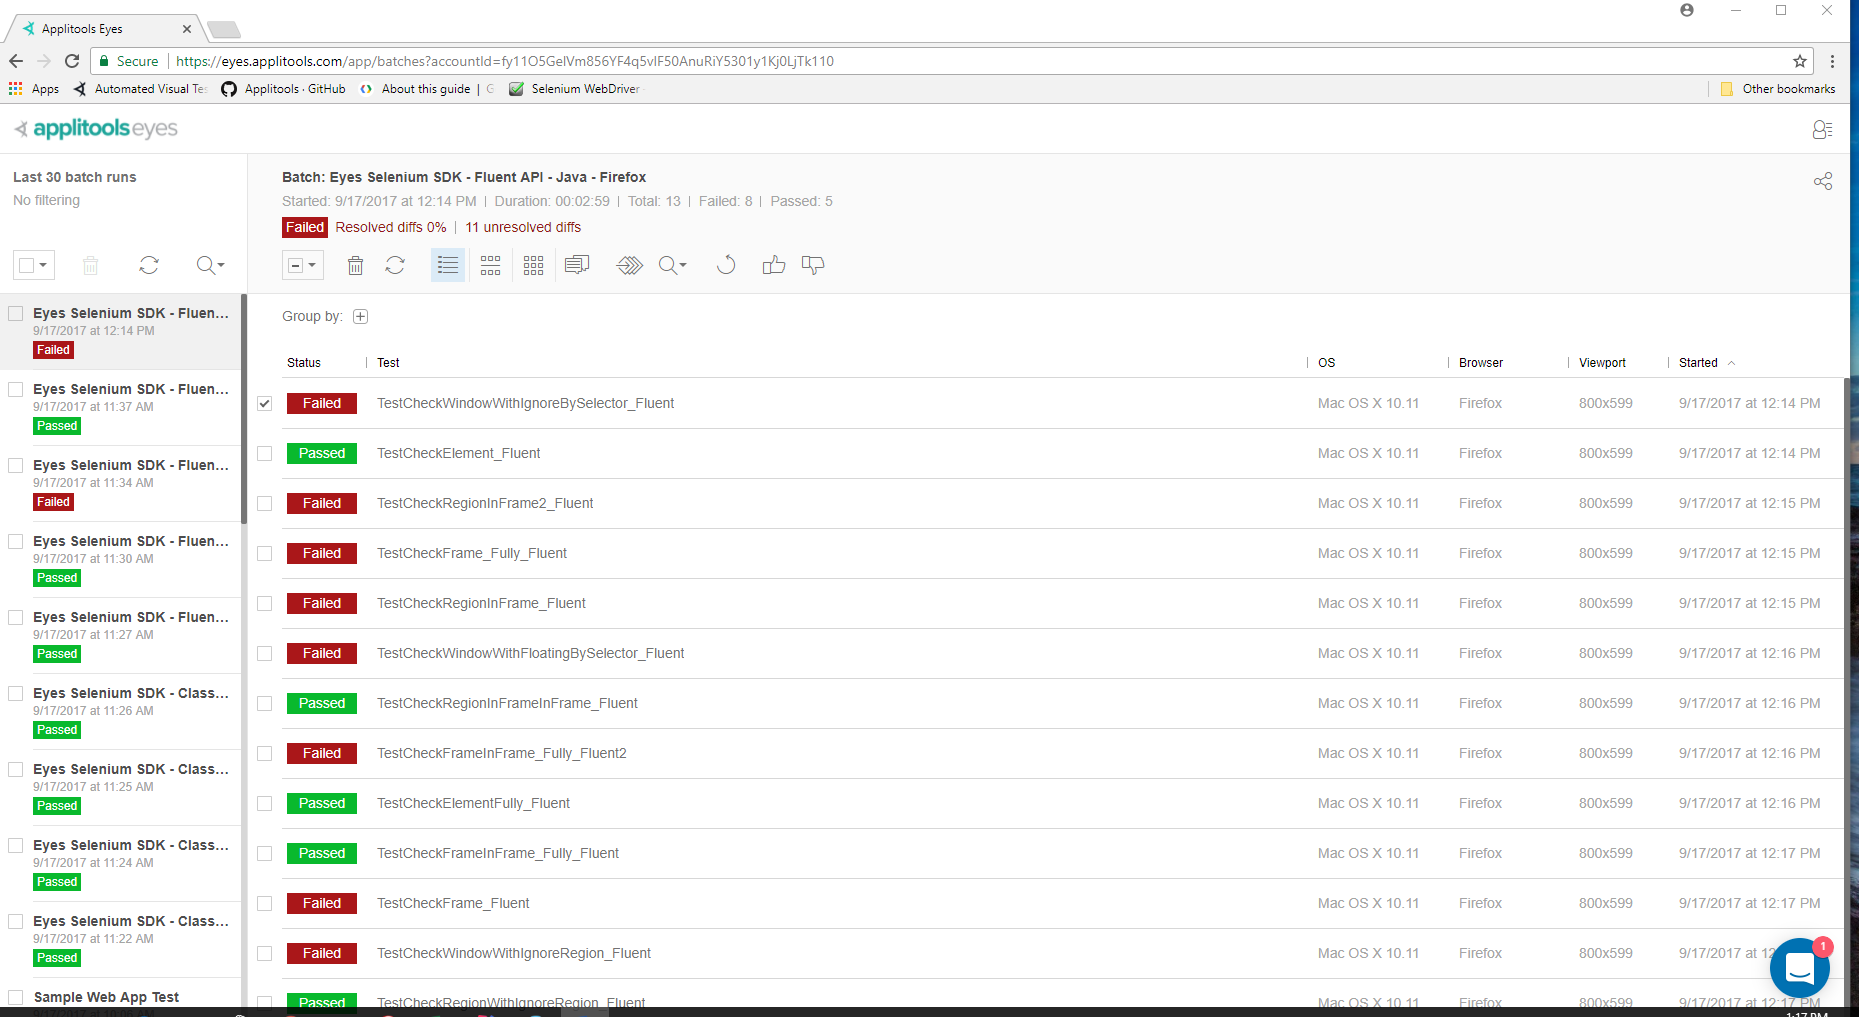 Applitools Eyes
Secure | https://eyes.applitools.com/app/batches?accountId=fy11O5GelVm856YF4q5vlF50AnuRiY5301y1Kj0LjTk110
Apps Automated Visual Tes Applitools · GitHub About this guide | G Selenium WebDriver Other bookmarks
applitools eyes
Last 30 batch runs
No filtering
Batch: Eyes Selenium SDK - Fluent API - Java - Firefox
Started: 9/17/2017 at 12:14 PM | Duration: 00:02:59 | Total: 13 | Failed: 8 | Passed: 5
Failed Resolved diffs 0% | 11 unresolved diffs
Eyes Selenium SDK - Fluen...
9/17/2017 at 12:14 PM
Failed
Eyes Selenium SDK - Fluen...
9/17/2017 at 11:37 AM
Passed
Eyes Selenium SDK - Fluen...
9/17/2017 at 11:34 AM
Failed
Eyes Selenium SDK - Fluen...
9/17/2017 at 11:30 AM
Passed
Eyes Selenium SDK - Fluen...
9/17/2017 at 11:27 AM
Passed
Eyes Selenium SDK - Class...
9/17/2017 at 11:26 AM
Passed
Eyes Selenium SDK - Class...
9/17/2017 at 11:25 AM
Passed
Eyes Selenium SDK - Class...
9/17/2017 at 11:24 AM
Passed
Eyes Selenium SDK - Class...
9/17/2017 at 11:22 AM
Passed
Sample Web App Test
Group by:
Status | Test | OS | Browser | Viewport | Started
Failed TestCheckWindowWithIgnoreBySelector_Fluent Mac OS X 10.11 Firefox 800x599 9/17/2017 at 12:14 PM
Passed TestCheckElement_Fluent Mac OS X 10.11 Firefox 800x599 9/17/2017 at 12:14 PM
Failed TestCheckRegionInFrame2_Fluent Mac OS X 10.11 Firefox 800x599 9/17/2017 at 12:15 PM
Failed TestCheckFrame_Fully_Fluent Mac OS X 10.11 Firefox 800x599 9/17/2017 at 12:15 PM
Failed TestCheckRegionInFrame_Fluent Mac OS X 10.11 Firefox 800x599 9/17/2017 at 12:15 PM
Failed TestCheckWindowWithFloatingBySelector_Fluent Mac OS X 10.11 Firefox 800x599 9/17/2017 at 12:16 PM
Passed TestCheckRegionInFrameInFrame_Fluent Mac OS X 10.11 Firefox 800x599 9/17/2017 at 12:16 PM
Failed TestCheckFrameInFrame_Fully_Fluent2 Mac OS X 10.11 Firefox 800x599 9/17/2017 at 12:16 PM
Passed TestCheckElementFully_Fluent Mac OS X 10.11 Firefox 800x599 9/17/2017 at 12:16 PM
Passed TestCheckFrameInFrame_Fully_Fluent Mac OS X 10.11 Firefox 800x599 9/17/2017 at 12:17 PM
Failed TestCheckFrame_Fluent Mac OS X 10.11 Firefox 800x599 9/17/2017 at 12:17 PM
Failed TestCheckWindowWithIgnoreRegion_Fluent Mac OS X 10.11 Firefox 800x599 9/17/2017 at 12
1
Passed TestCheckRegionWithIgnoreRegion_Fluent Mac OS X 10.11 Firefox 800x599 9/17/2017 at 12:17 PM
1:17 PM